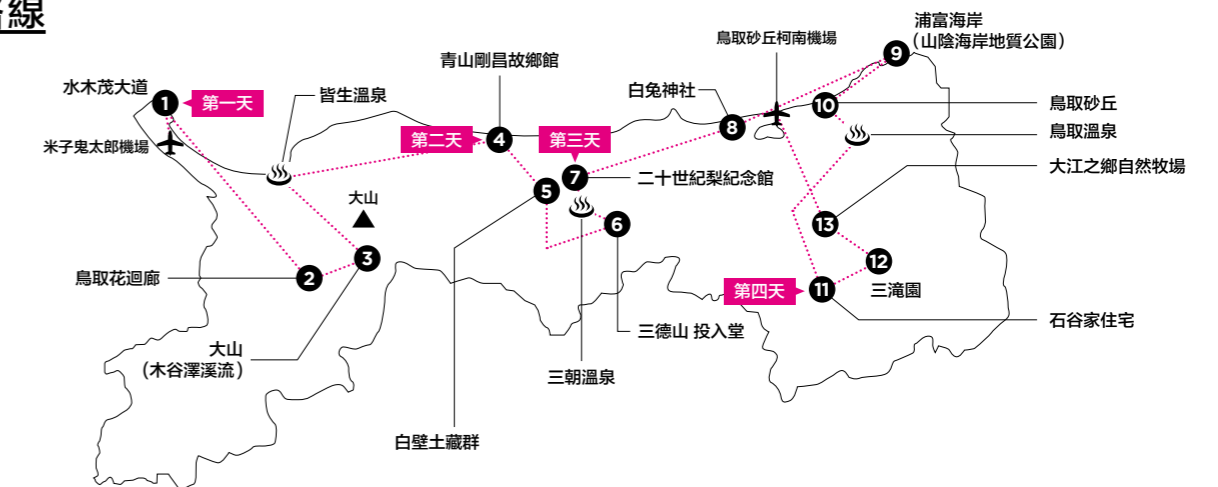 線
水木茂大道
1
第一天
米子鬼太郎機場
皆生溫泉
青山剛昌故鄉館
第二天
4
第三天
白兔神社
8
鳥取砂丘柯南機場
浦富海岸
(山陰海岸地質公園)
9
10
鳥取砂丘
鳥取溫泉
大江之鄉自然牧場
大山
5
7
二十世紀梨紀念館
6
13
鳥取花迴廊
2
3
12
三滝園
第四天
11
石谷家住宅
大山
(木谷澤溪流)
三德山 投入堂
三朝溫泉
白壁土藏群